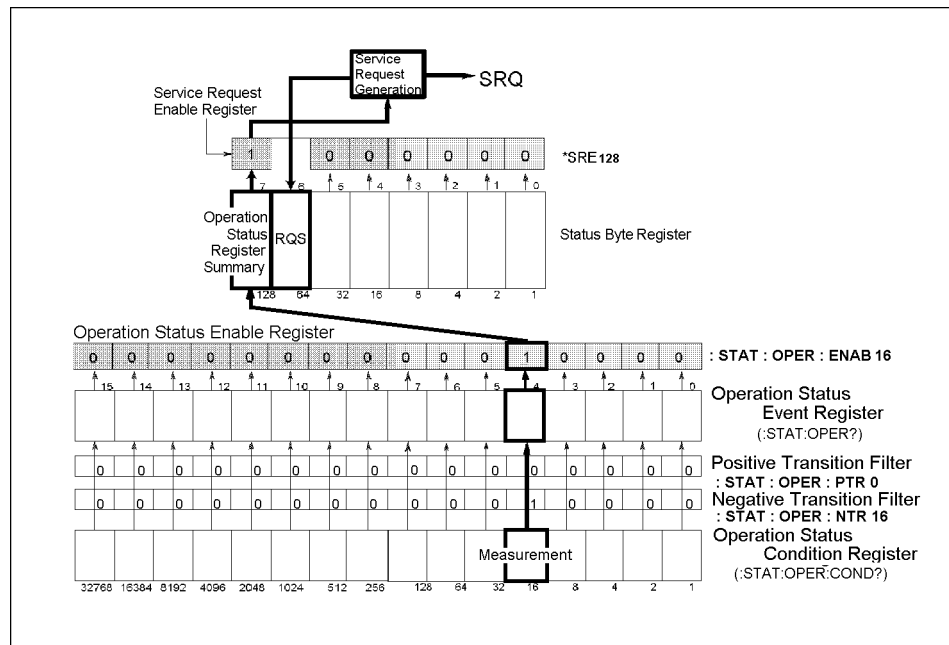 Service
Request
Generation
SRQ
Service Request
Enable Register
1 0 0 0 0 0 0
*SRE128
7 6 5 4 3 2 1 0
Operation
Status
Register
Summary
RQS
Status Byte Register
128 64 32 16 8 4 2 1
Operation Status Enable Register
0 0 0 0 0 0 0 0 0 0 0 1 0 0 0 0
: STAT : OPER : ENAB 16
15 14 13 12 11 10 9 8 7 6 5 4 3 2 1 0
Operation Status
Event Register
(:STAT:OPER?)
0 0 0 0 0 0 0 0 0 0 0 0 0 0 0 0
Positive Transition Filter
: STAT : OPER : PTR 0
0 0 0 0 0 0 0 0 0 0 0 1 0 0 0 0
Negative Transition Filter
: STAT : OPER : NTR 16
Operation Status
Condition Register
(:STAT:OPER:COND?)
Measurement
32768 16384 8192 4096 2048 1024 512 256 128 64 32 16 8 4 2 1